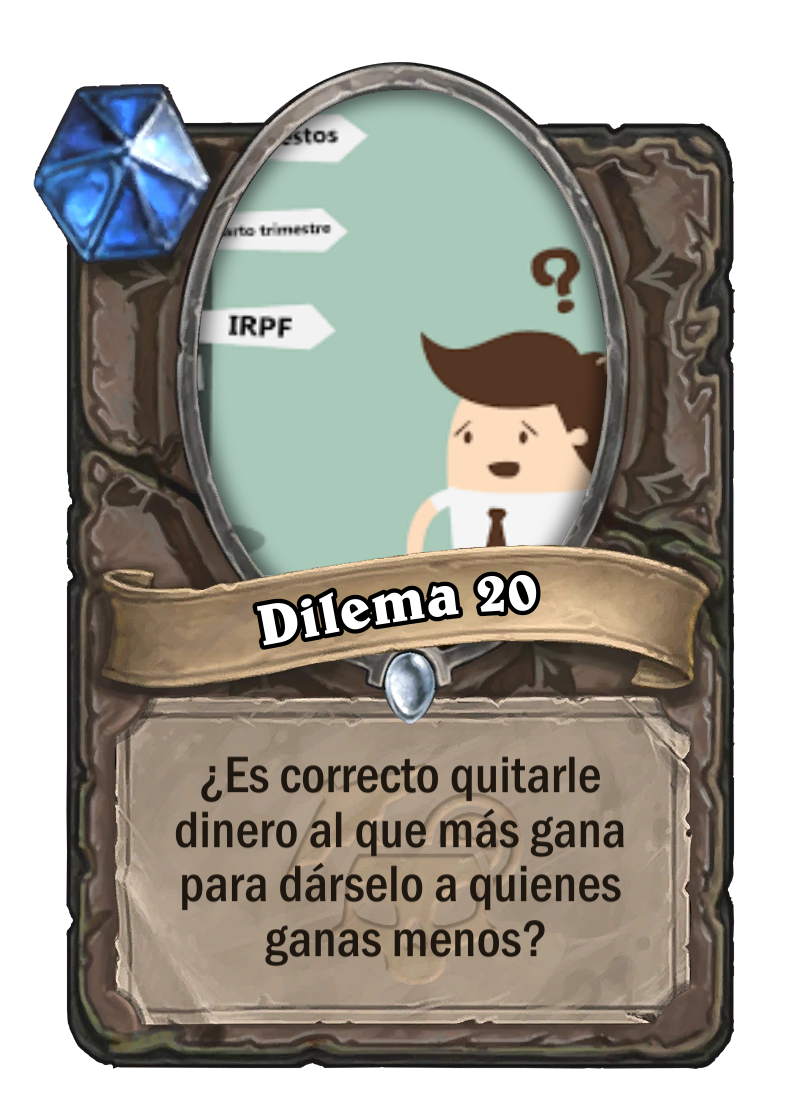 estos
arto trimestre
IRPF
?
Dilema 20
¿Es correcto quitarle
dinero al que más gana
para dárselo a quienes
ganas menos?